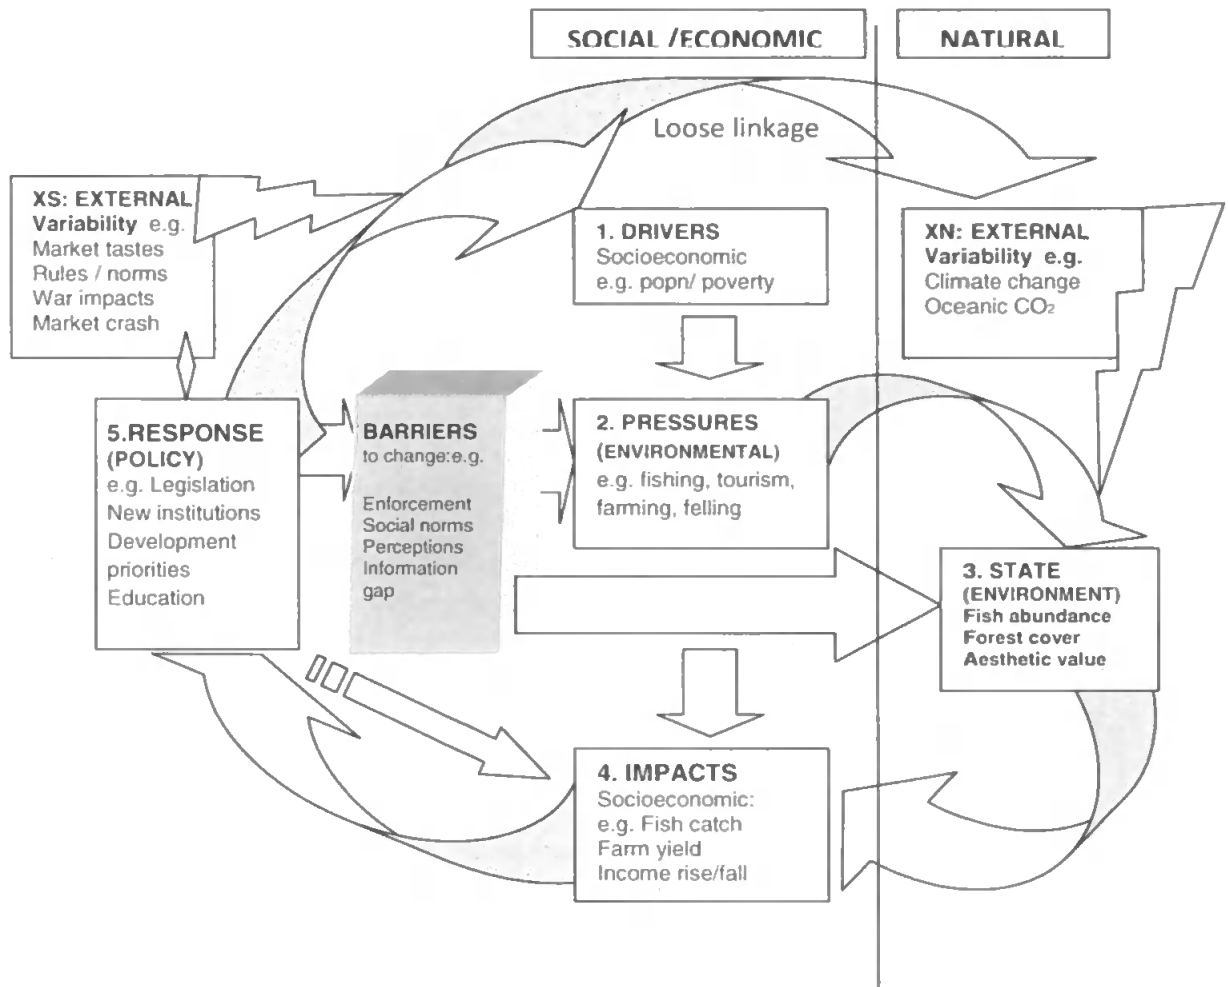 SOCIAL /ECONOMIC
NATURAL
Loose linkage
XS: EXTERNAL
Variability e.g.
Market tastes
Rules / norms
War impacts
Market crash
1. DRIVERS
Socioeconomic
e.g. popn/ poverty
XN: EXTERNAL
Variability e.g.
Climate change
Oceanic CO₂
5.RESPONSE
(POLICY)
e.g. Legislation
New institutions
Development
priorities
Education
BARRIERS
to change:e.g.
Enforcement
Social norms
Perceptions
Information
gap
2. PRESSURES
(ENVIRONMENTAL)
e.g. fishing, tourism,
farming, felling
3. STATE
(ENVIRONMENT)
Fish abundance
Forest cover
Aesthetic value
4. IMPACTS
Socioeconomic:
e.g. Fish catch
Farm yield
Income rise/fall